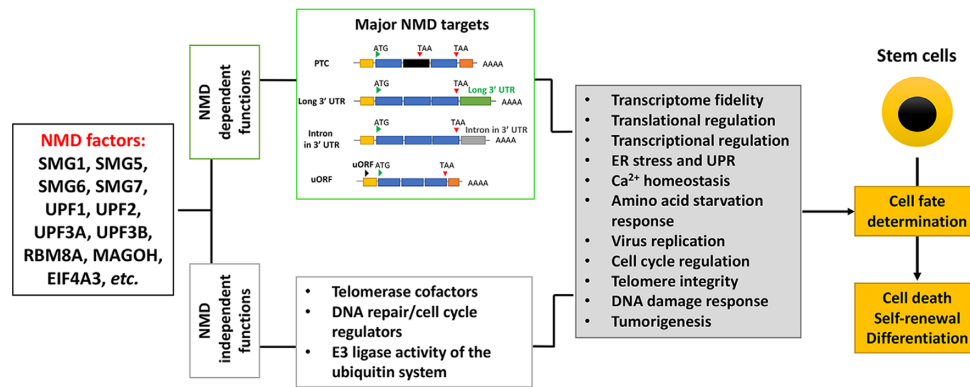 NMD factors:
SMG1, SMG5,
SMG6, SMG7,
UPF1, UPF2,
UPF3A, UPF3B,
RBM8A, MAGOH,
EIF4A3, etc.
NMD
dependent
functions
Major NMD targets
ATG TAA TAA
PTC AAAA
ATG TAA Long 3′ UTR
Long 3′ UTR AAAA
ATG TAA Intron in 3′ UTR
Intron
in 3′ UTR AAAA
uORF ATG TAA
uORF AAAA
NMD
independent
functions
• Telomerase cofactors
• DNA repair/cell cycle
regulators
• E3 ligase activity of the
ubiquitin system
• Transcriptome fidelity
• Translational regulation
• Transcriptional regulation
• ER stress and UPR
• Ca²⁺ homeostasis
• Amino acid starvation
response
• Virus replication
• Cell cycle regulation
• Telomere integrity
• DNA damage response
• Tumorigenesis
Stem cells
Cell fate
determination
Cell death
Self-renewal
Differentiation